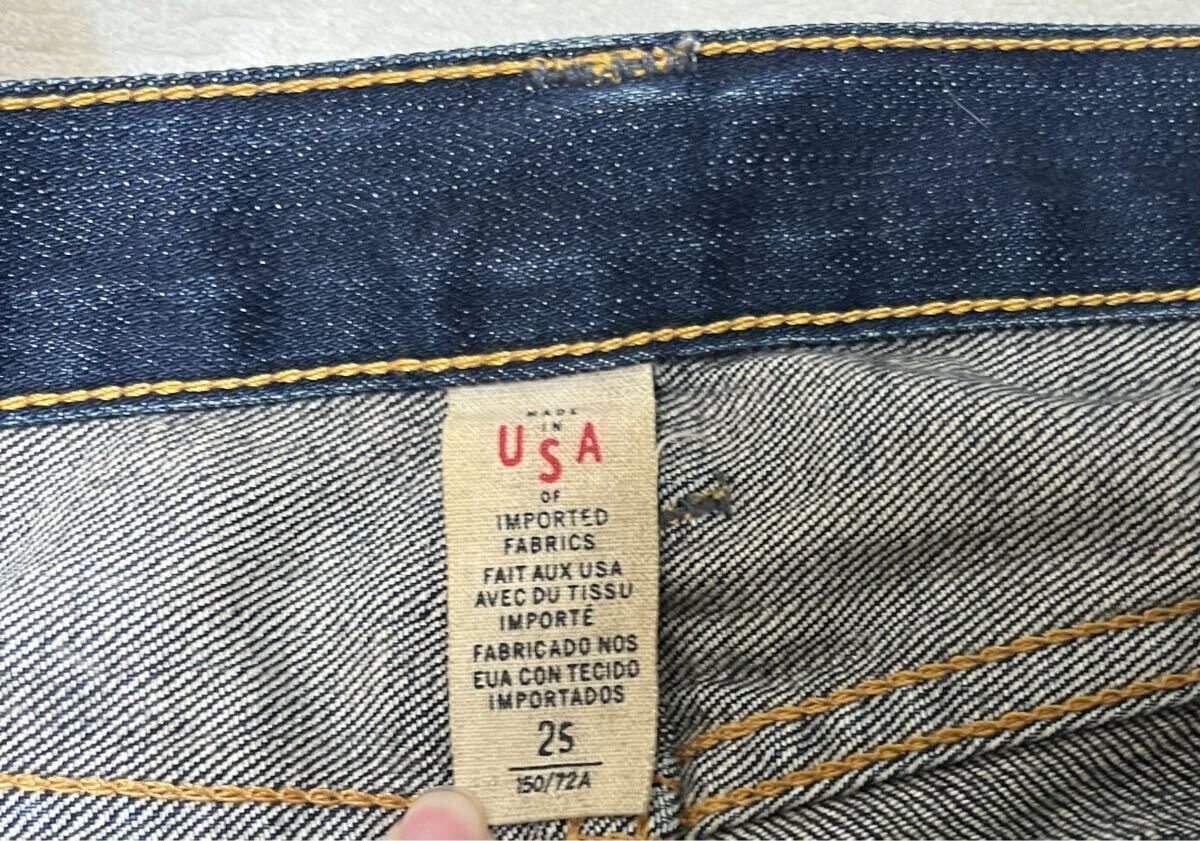 MADE
IN
USA
OF
IMPORTED
FABRICS
FAIT AUX USA
AVEC DU TISSU
IMPORTÉ
FABRICADO NOS
EUA CON TECIDO
IMPORTADOS
25
150/72A